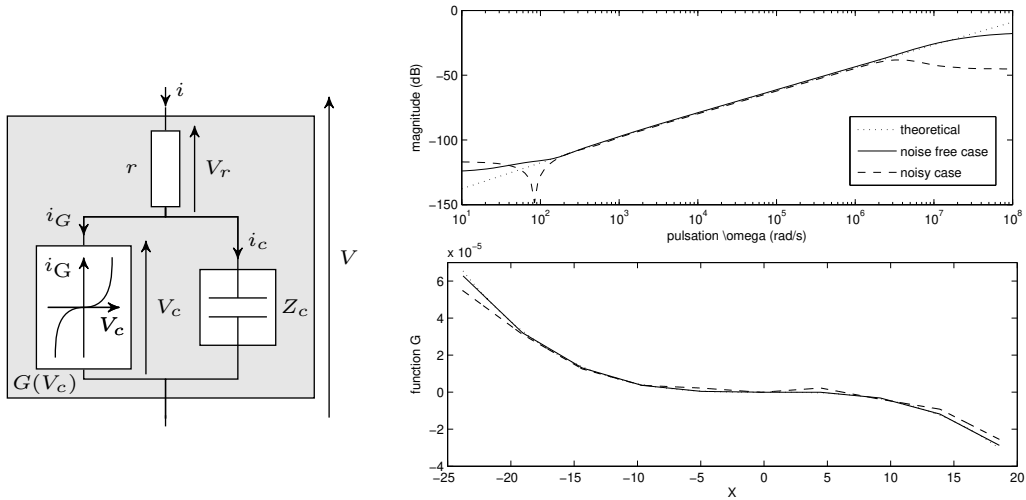 i
r
V_r
i_G
i_c
i_G
V_c
V_c
Z_c
G(V_c)
V
0
−50
−100
−150
magnitude (dB)
theoretical
noise free case
noisy case
10^1 10^2 10^3 10^4 10^5 10^6 10^7 10^8
pulsation \omega (rad/s)
x 10^−5
6
4
2
0
−2
−4
function G
−25 −20 −15 −10 −5 0 5 10 15 20
X